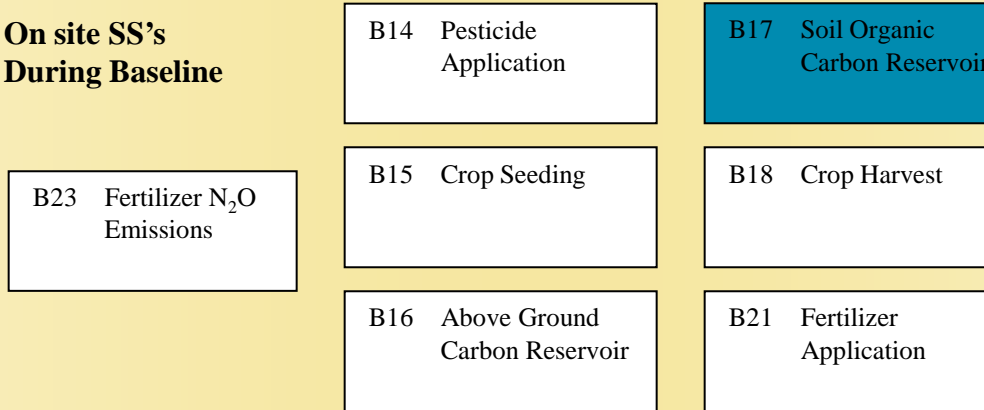 On site SS's
During Baseline
B14 Pesticide
Application
B17 Soil Organic
Carbon Reservoir
B23 Fertilizer N₂O
Emissions
B15 Crop Seeding
B18 Crop Harvest
B16 Above Ground
Carbon Reservoir
B21 Fertilizer
Application